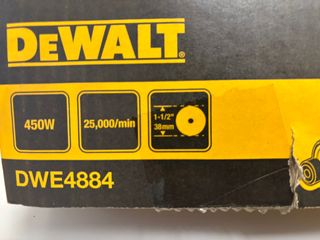 DEWALT®
450W
25,000/min
1-1/2"
38mm
DWE4884